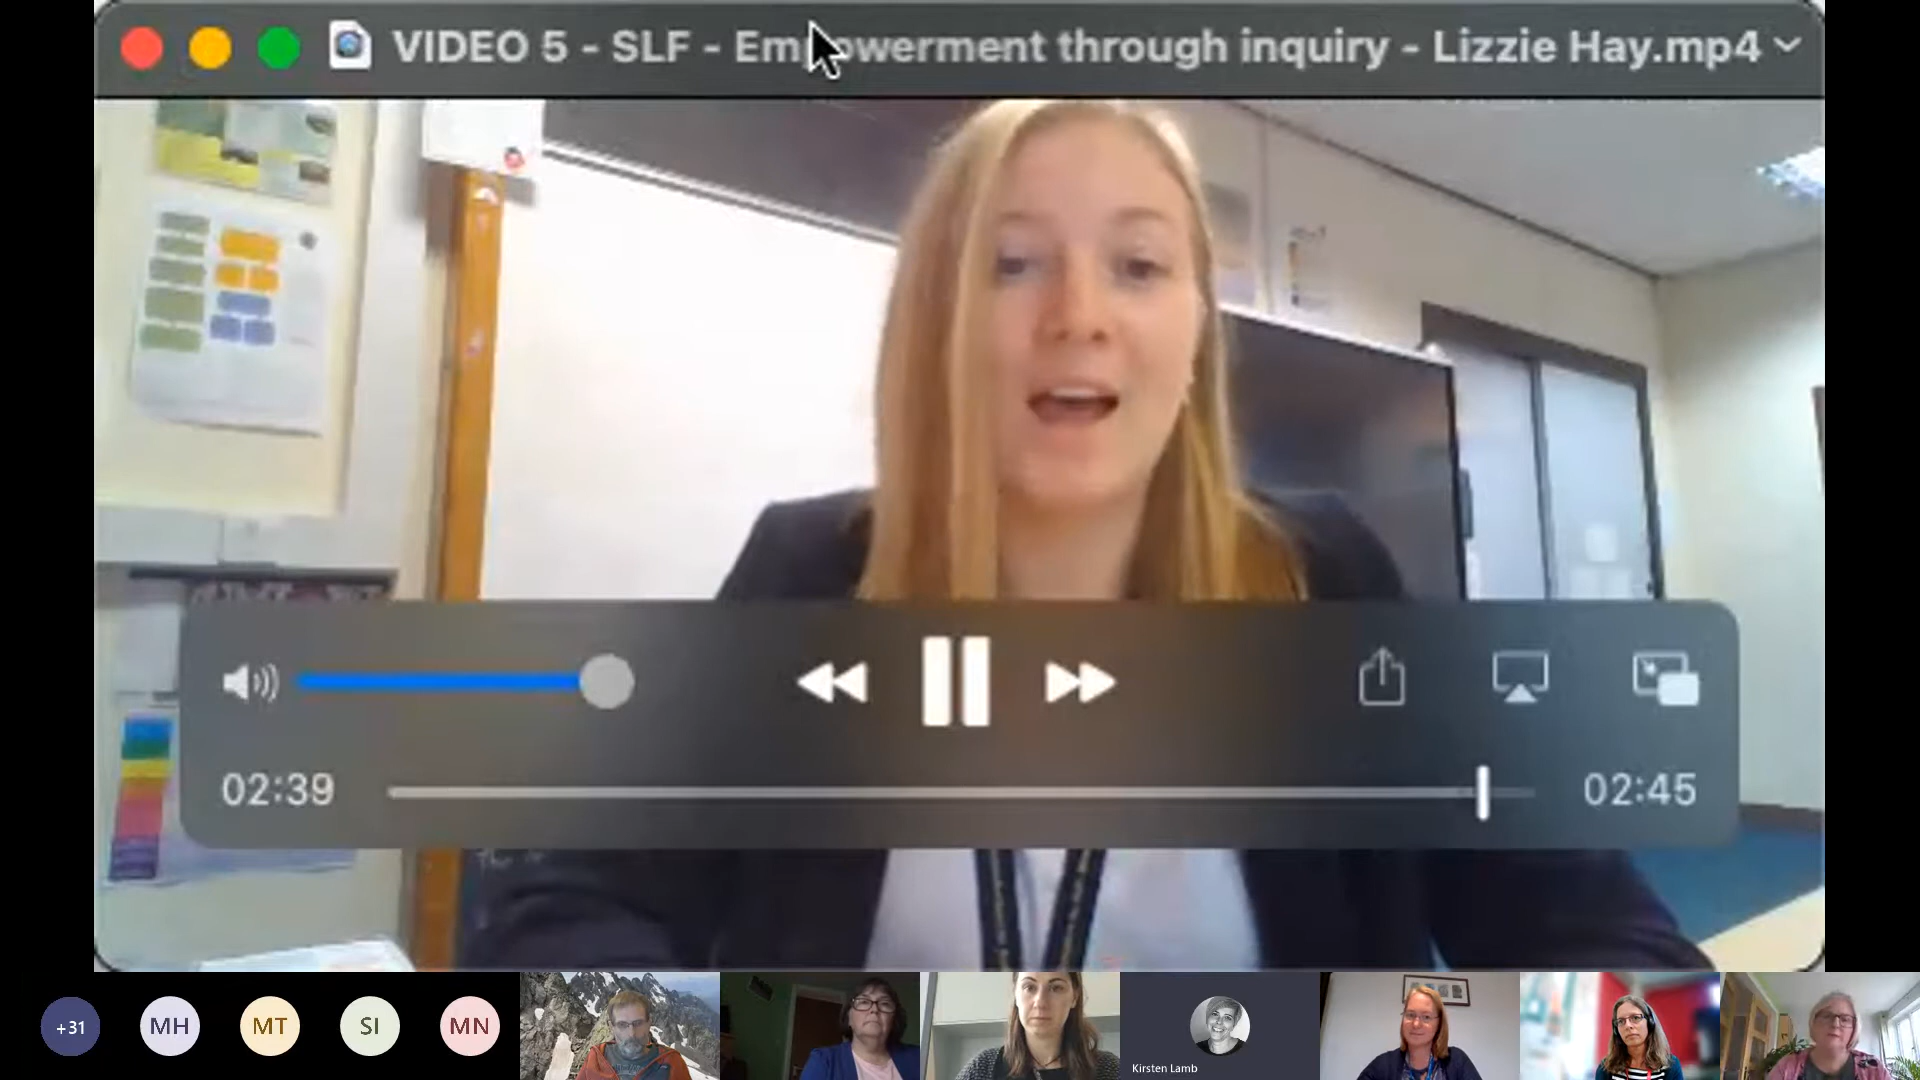 VIDEO 5 - SLF - Empowerment through inquiry - Lizzie Hay.mp4
02:39
02:45
+31
MH
MT
SI
MN
Kirsten Lamb